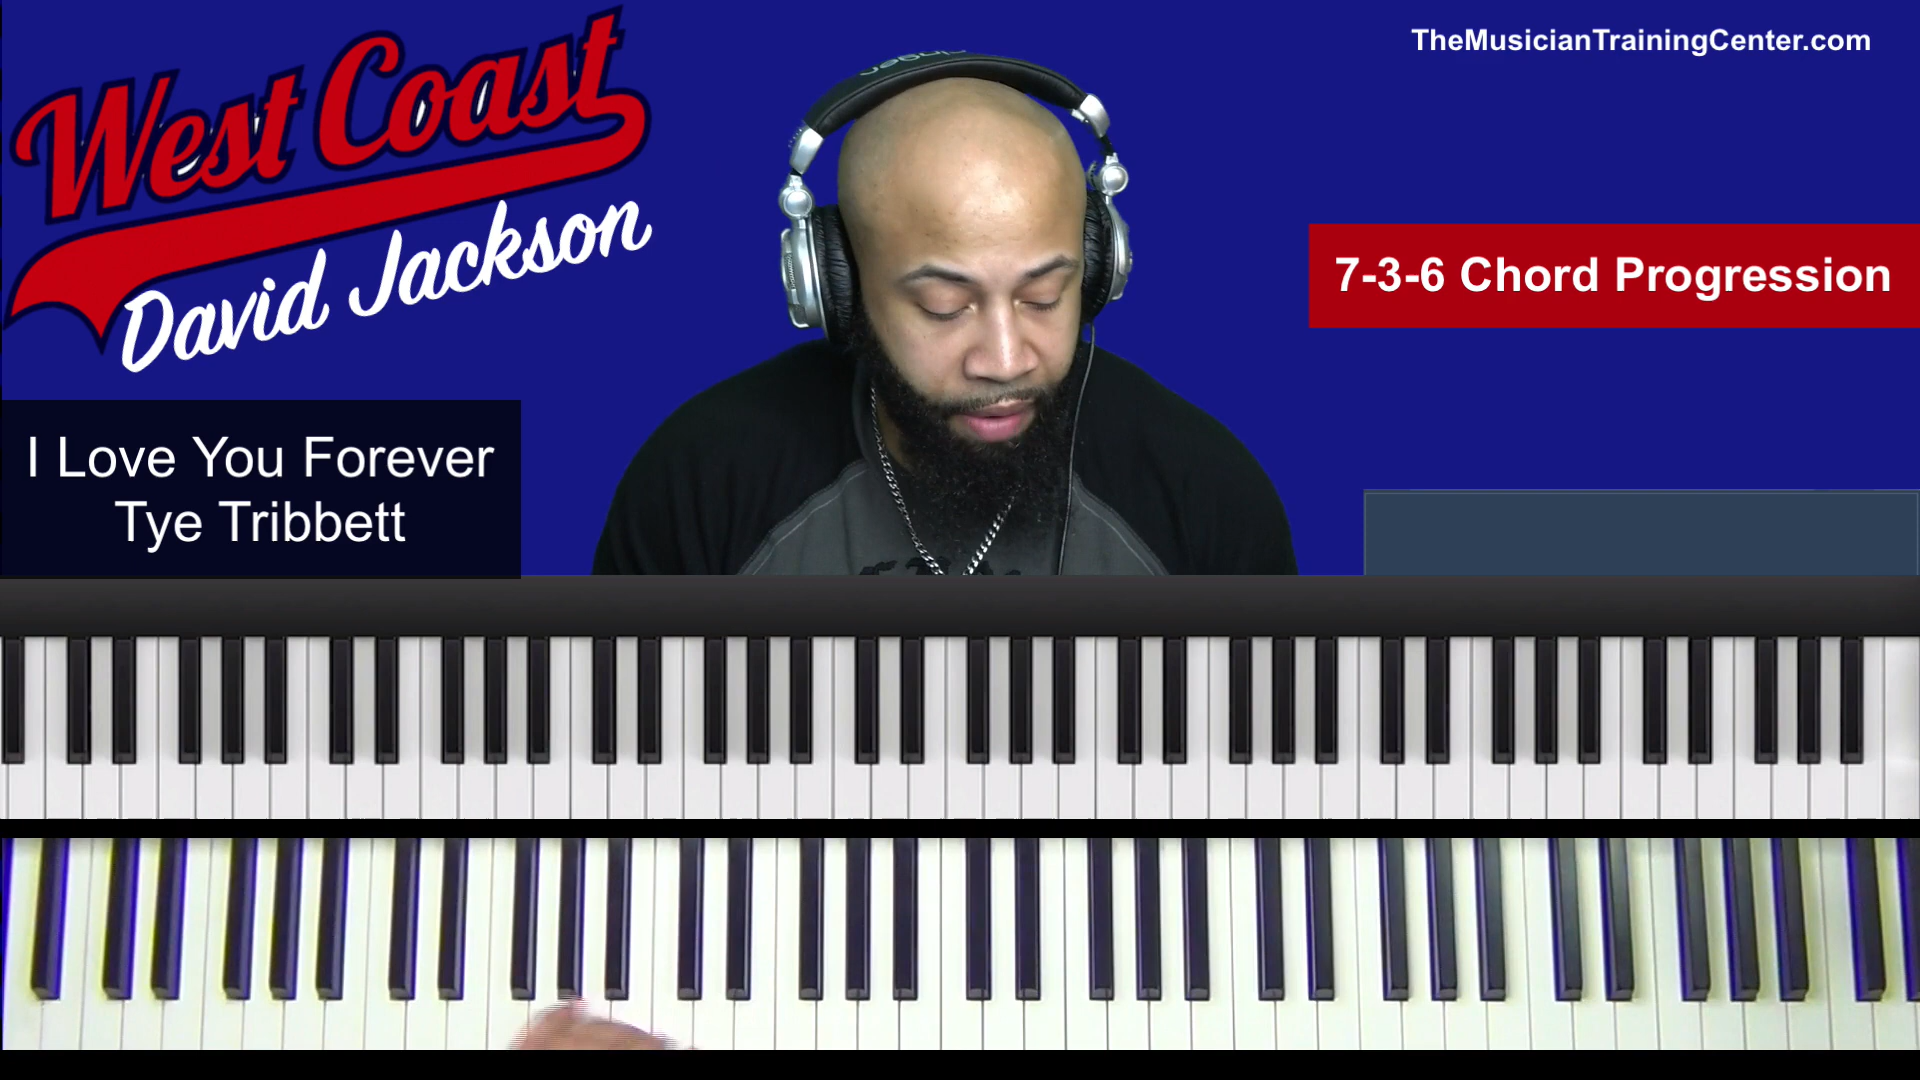 West Coast
David Jackson
TheMusicianTrainingCenter.com
7-3-6 Chord Progression
I Love You Forever
Tye Tribbett